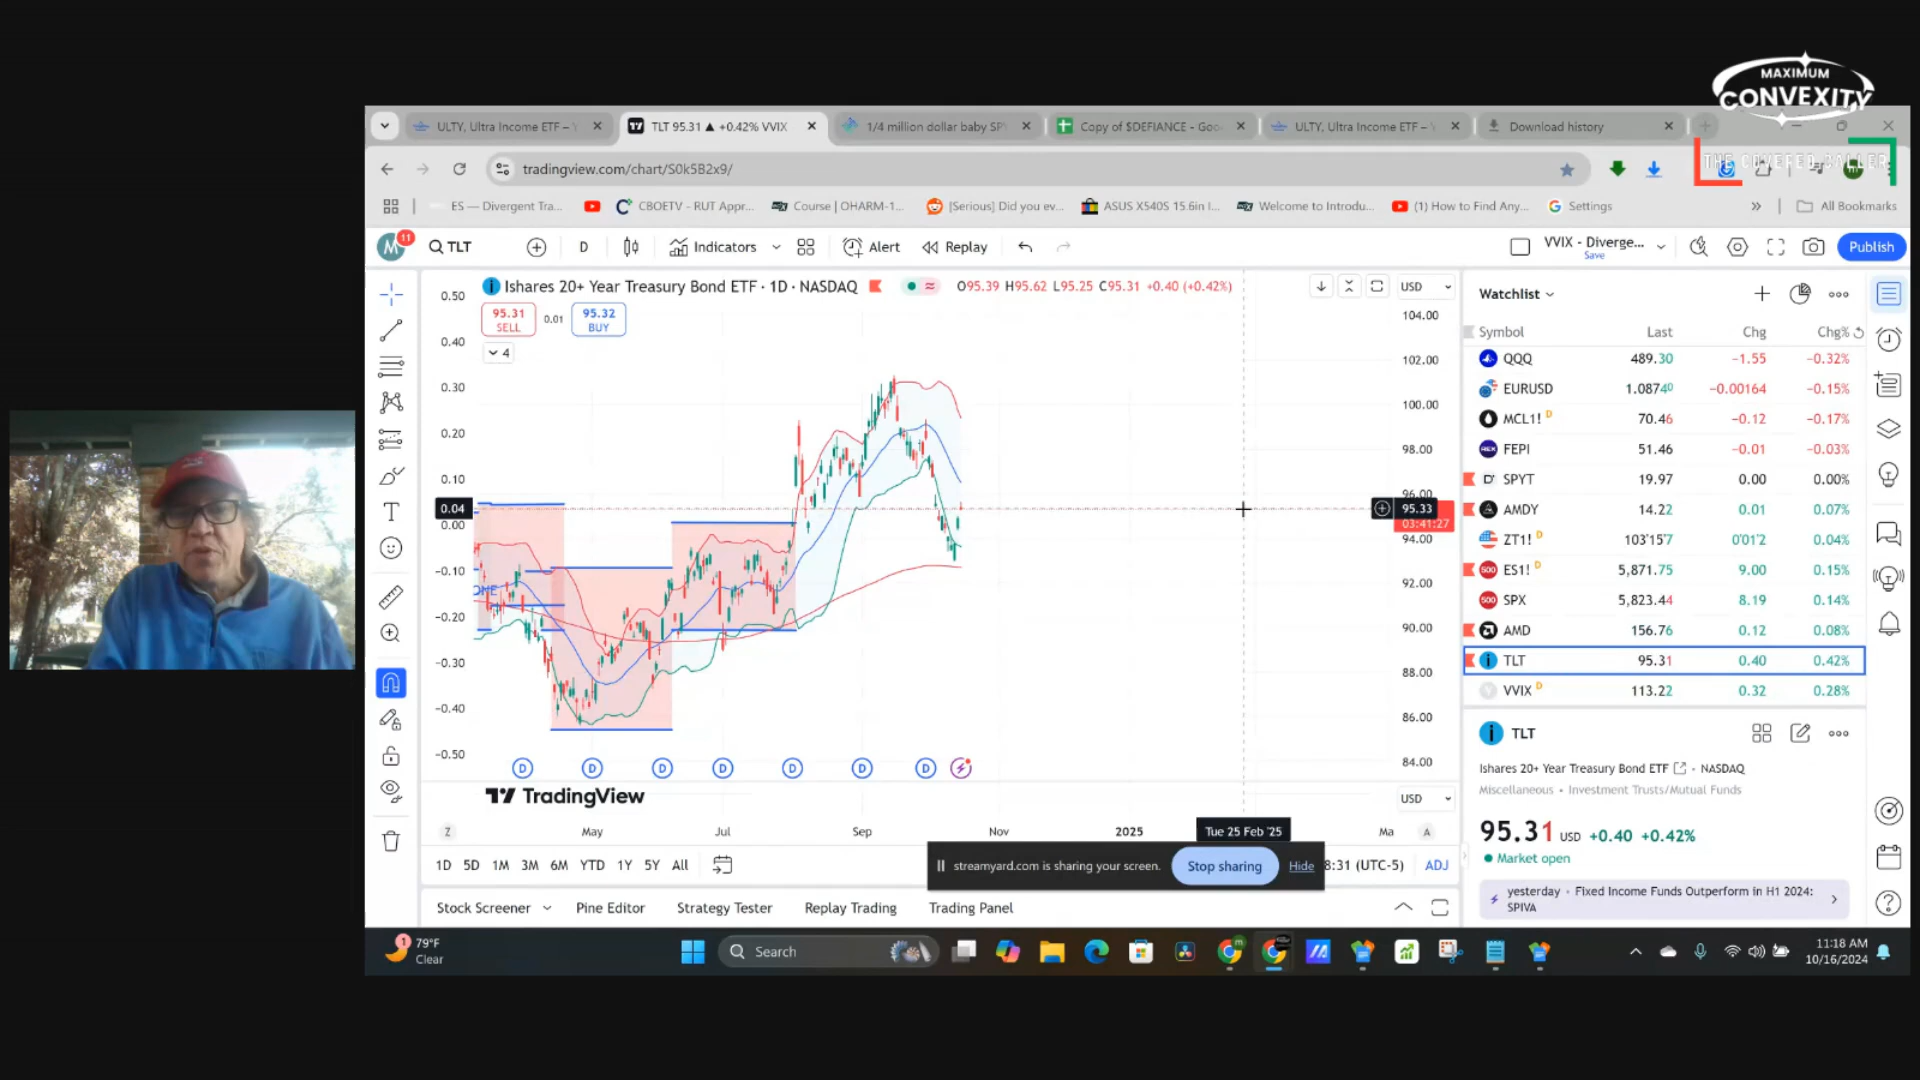 MAXIMUM
CONVEXITY
THE COVERED CALLER
ULTY, Ultra Income ETF –
TLT 95.31 ▲ +0.42% VVIX
1/4 million dollar baby SP
Copy of $DEFIANCE - Goo
ULTY, Ultra Income ETF –
Download history
tradingview.com/chart/S0k5B2x9/
ES — Divergent Tra...
CBOETV - RUT Appr...
Course | OHARM-1...
[Serious] Did you ev...
ASUS X540S 15.6in l...
Welcome to Introdu...
(1) How to Find Any...
Settings
»
All Bookmarks
M
11
TLT
D
Indicators
Alert
Replay
VVIX - Diverge...
Save
Publish
Ishares 20+ Year Treasury Bond ETF · 1D · NASDAQ
O95.39 H95.62 L95.25 C95.31 +0.40 (+0.42%)
USD
95.31
SELL
0.01
95.32
BUY
4
0.50
0.40
0.30
0.20
0.10
0.04
0.00
−0.10
−0.20
−0.30
−0.40
−0.50
104.00
102.00
100.00
98.00
96.00
95.33
03:41:27
94.00
92.00
90.00
88.00
86.00
84.00
D D D D D D D
TradingView
USD
Z
May
Jul
Sep
Nov
2025
Tue 25 Feb '25
Ma
A
1D 5D 1M 3M 6M YTD 1Y 5Y All
streamyard.com is sharing your screen.
Stop sharing
Hide
8:31 (UTC-5)
ADJ
Stock Screener
Pine Editor
Strategy Tester
Replay Trading
Trading Panel
Watchlist
Symbol Last Chg Chg%
QQQ 489.30 −1.55 −0.32%
EURUSD 1.08740 −0.00164 −0.15%
MCL1! D 70.46 −0.12 −0.17%
FEPI 51.46 −0.01 −0.03%
SPYT 19.97 0.00 0.00%
AMDY 14.22 0.01 0.07%
ZT1! D 103'15'7 0'01'2 0.04%
ES1! D 5,871.75 9.00 0.15%
SPX 5,823.44 8.19 0.14%
AMD 156.76 0.12 0.08%
TLT 95.31 0.40 0.42%
VVIX D 113.22 0.32 0.28%
TLT
Ishares 20+ Year Treasury Bond ETF • NASDAQ
Miscellaneous • Investment Trusts/Mutual Funds
95.31 USD +0.40 +0.42%
Market open
yesterday · Fixed Income Funds Outperform in H1 2024:
SPIVA
1
79°F
Clear
Search
11:18 AM
10/16/2024